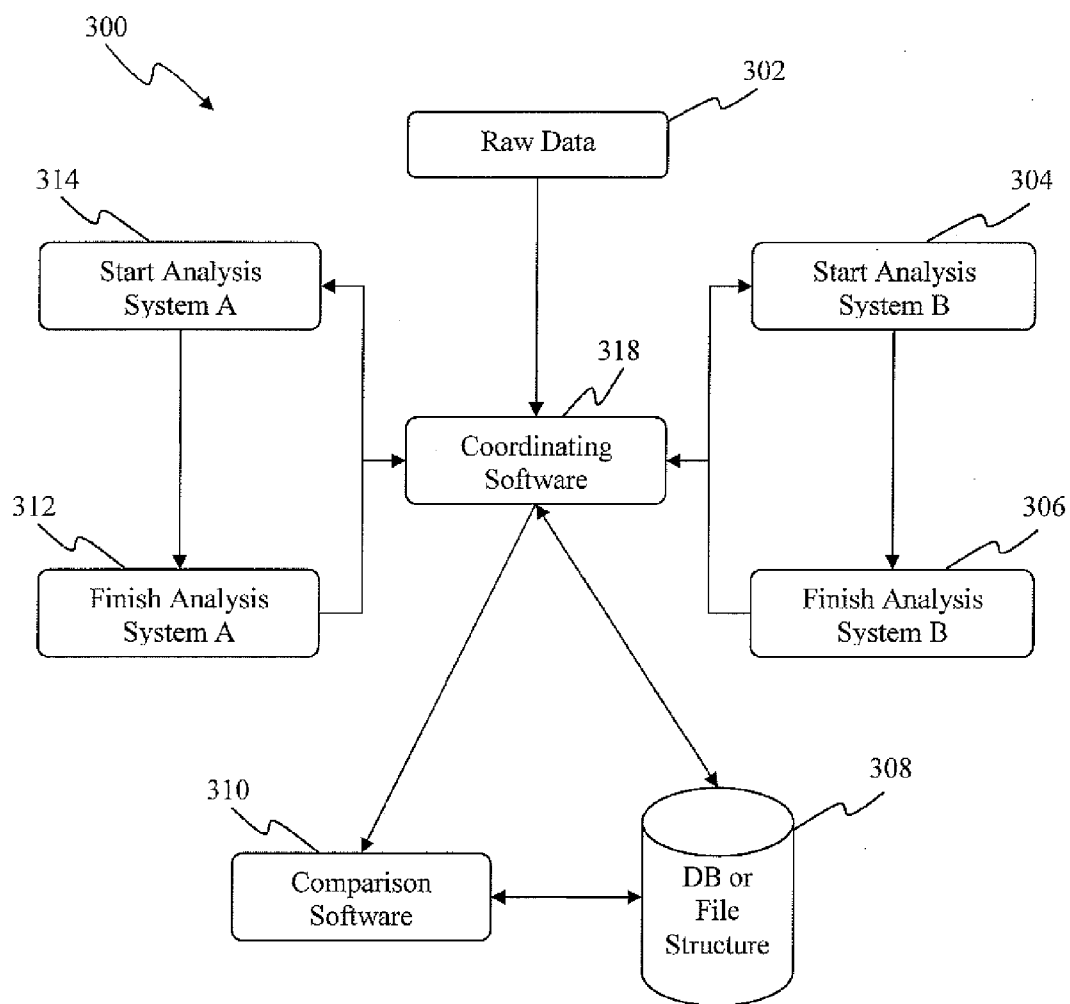 300
302
Raw Data
314
304
Start Analysis
System A
Start Analysis
System B
318
Coordinating
Software
312
306
Finish Analysis
System A
Finish Analysis
System B
310
308
Comparison
Software
DB or
File
Structure